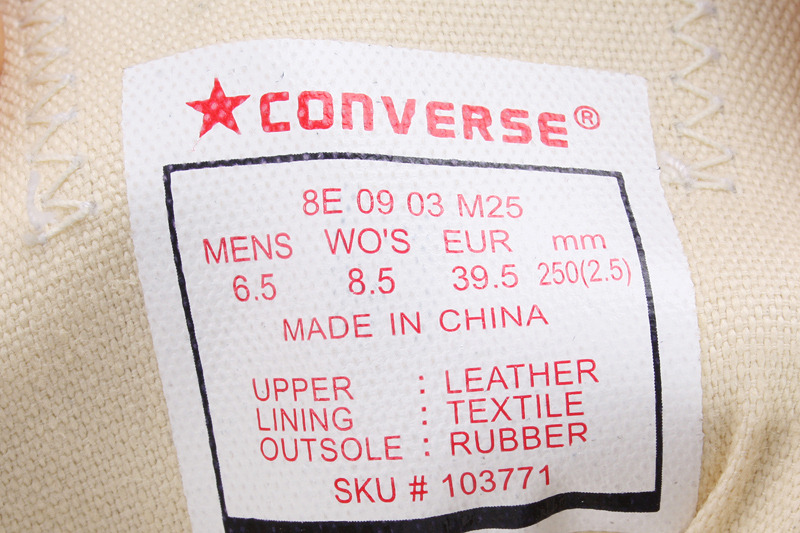 ★CONVERSE®
8E 09 03 M25
MENS WO'S EUR mm
6.5 8.5 39.5 250(2.5)
MADE IN CHINA
UPPER : LEATHER
LINING : TEXTILE
OUTSOLE : RUBBER
SKU # 103771